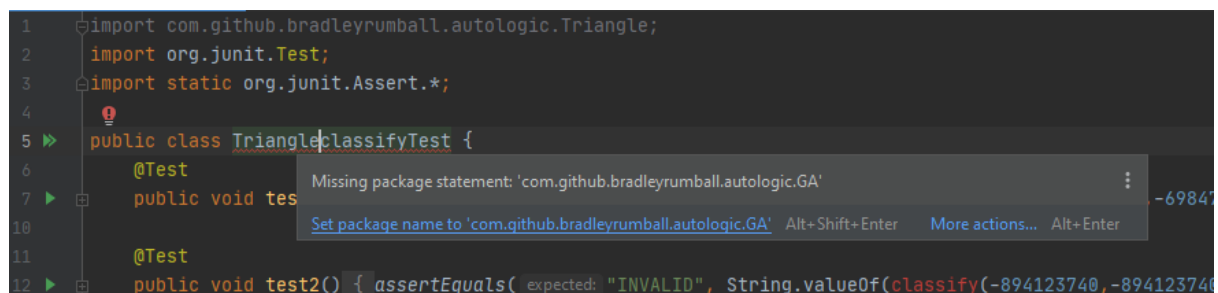 1 import com.github.bradleyrumball.autologic.Triangle;
2 import org.junit.Test;
3 import static org.junit.Assert.*;
4
5 public class TriangleclassifyTest {
6 @Test
Missing package statement: 'com.github.bradleyrumball.autologic.GA'
7 public void tes ,-69847
Set package name to 'com.github.bradleyrumball.autologic.GA' Alt+Shift+Enter More actions... Alt+Enter
10
11 @Test
12 public void test2() { assertEquals( expected: "INVALID", String.valueOf(classify(-894123740,-894123740